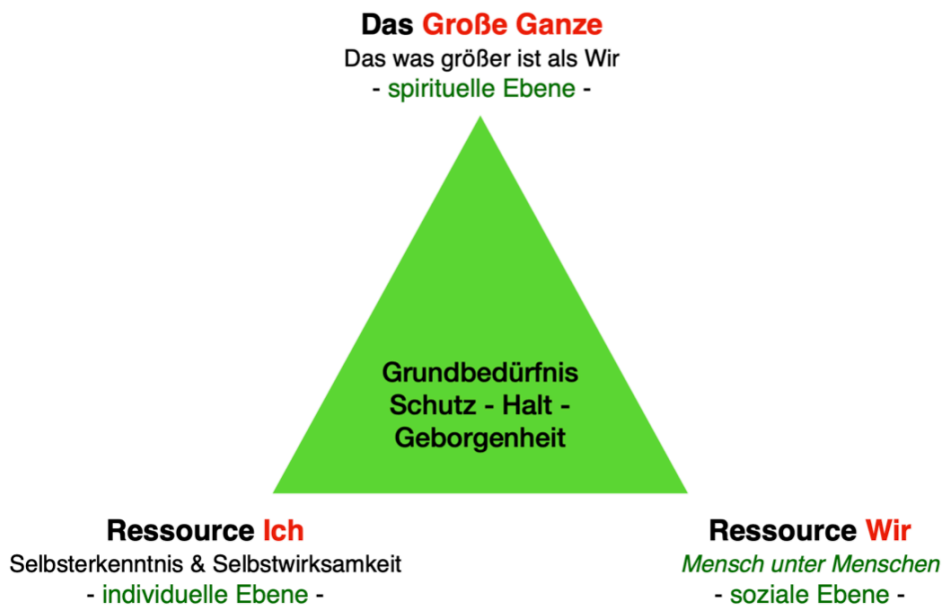 Das Große Ganze
Das was größer ist als Wir
- spirituelle Ebene -
Grundbedürfnis
Schutz - Halt -
Geborgenheit
Ressource Ich
Selbsterkenntnis & Selbstwirksamkeit
- individuelle Ebene -
Ressource Wir
Mensch unter Menschen
- soziale Ebene -